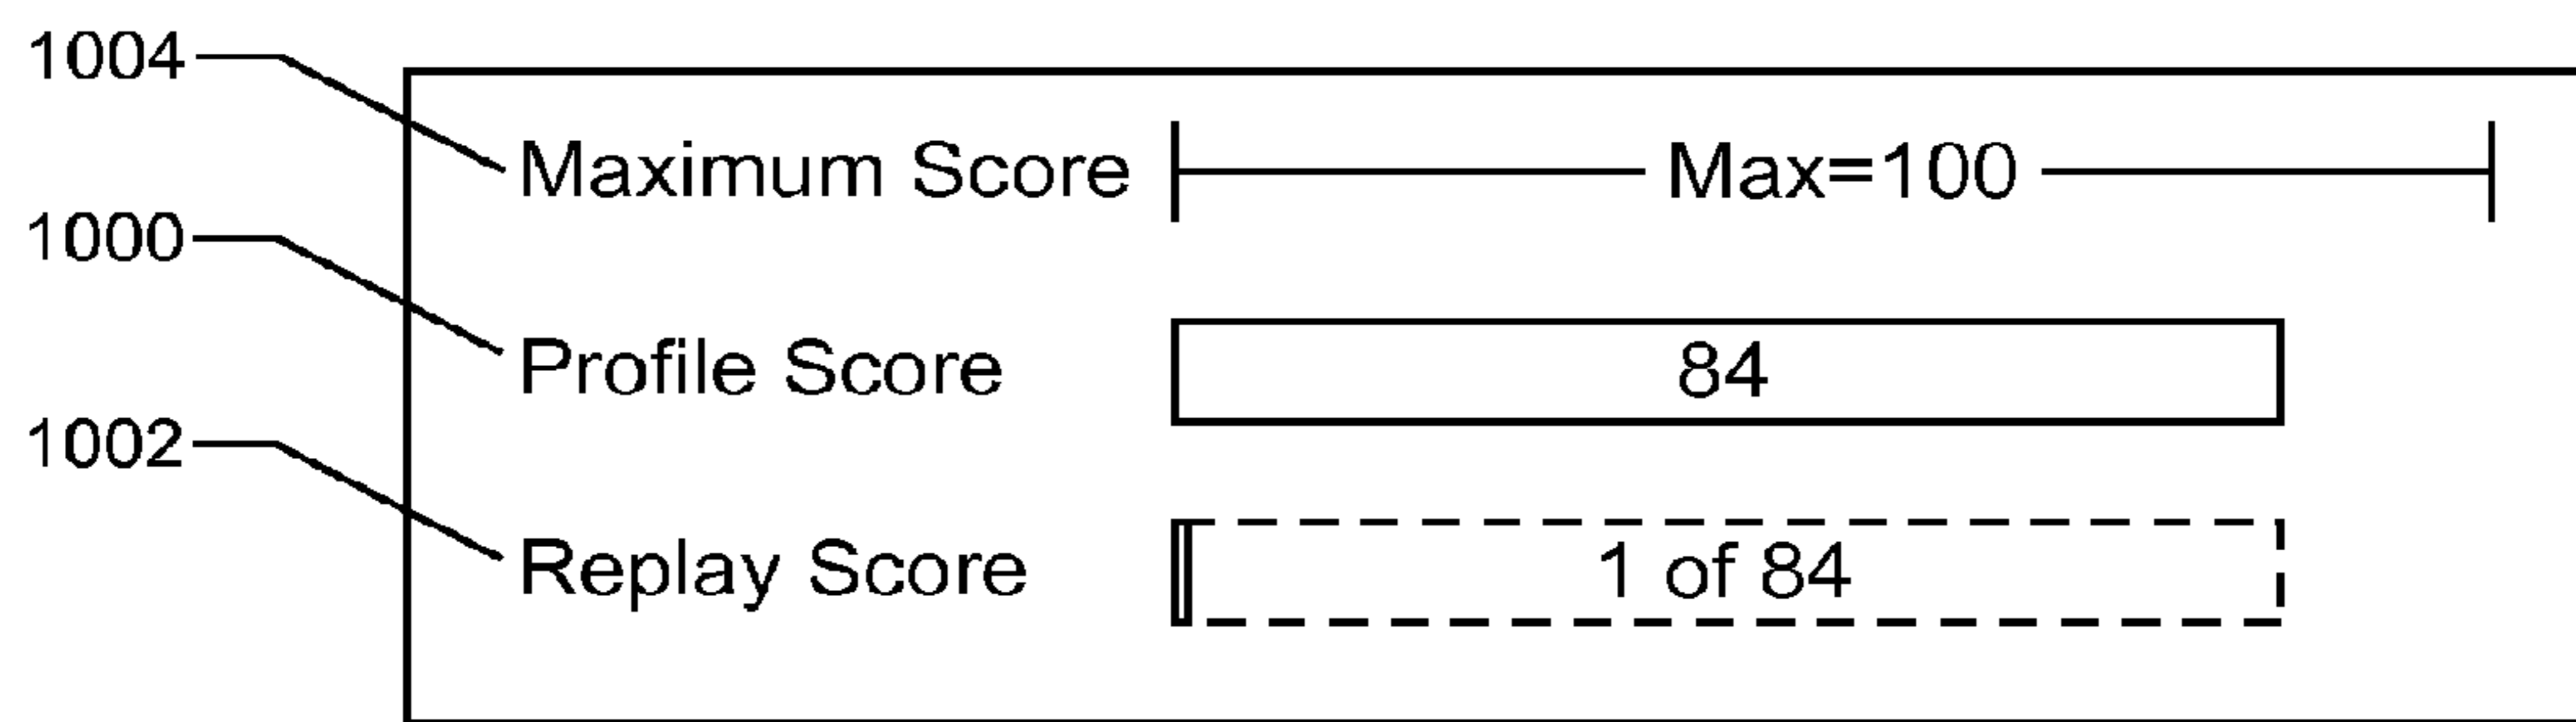 1004
Maximum Score Max=100
1000
Profile Score 84
1002
Replay Score 1 of 84